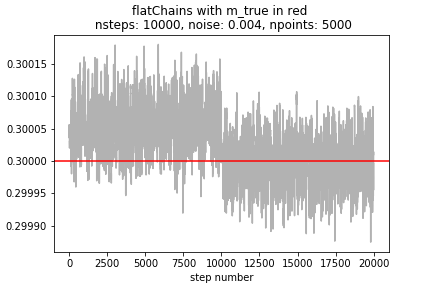 flatChains with m_true in red
nsteps: 10000, noise: 0.004, npoints: 5000
0.30015
0.30010
0.30005
0.30000
0.29995
0.29990
0 2500 5000 7500 10000 12500 15000 17500 20000
step number